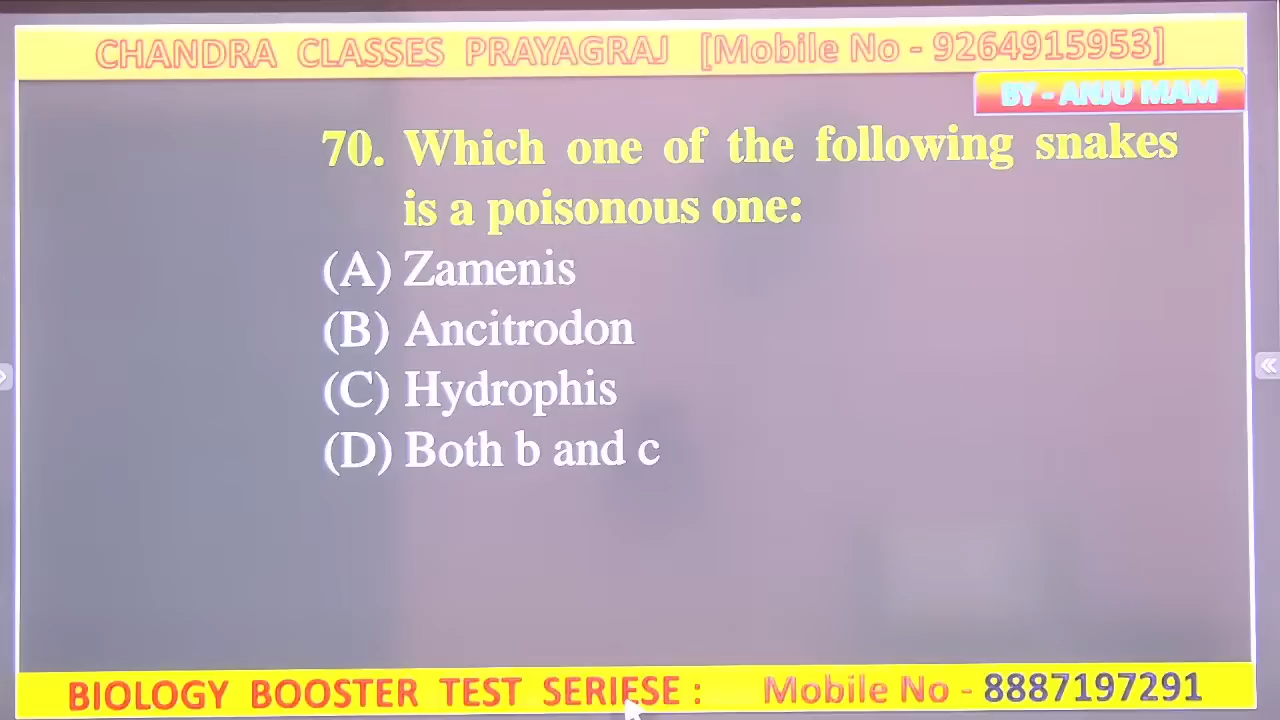 CHANDRA CLASSES PRAYAGRAJ [Mobile No - 9264915953]
BY - ANJU MAM
70. Which one of the following snakes
is a poisonous one:
(A) Zamenis
(B) Ancitrodon
(C) Hydrophis
(D) Both b and c
BIOLOGY BOOSTER TEST SERIESE : Mobile No - 8887197291